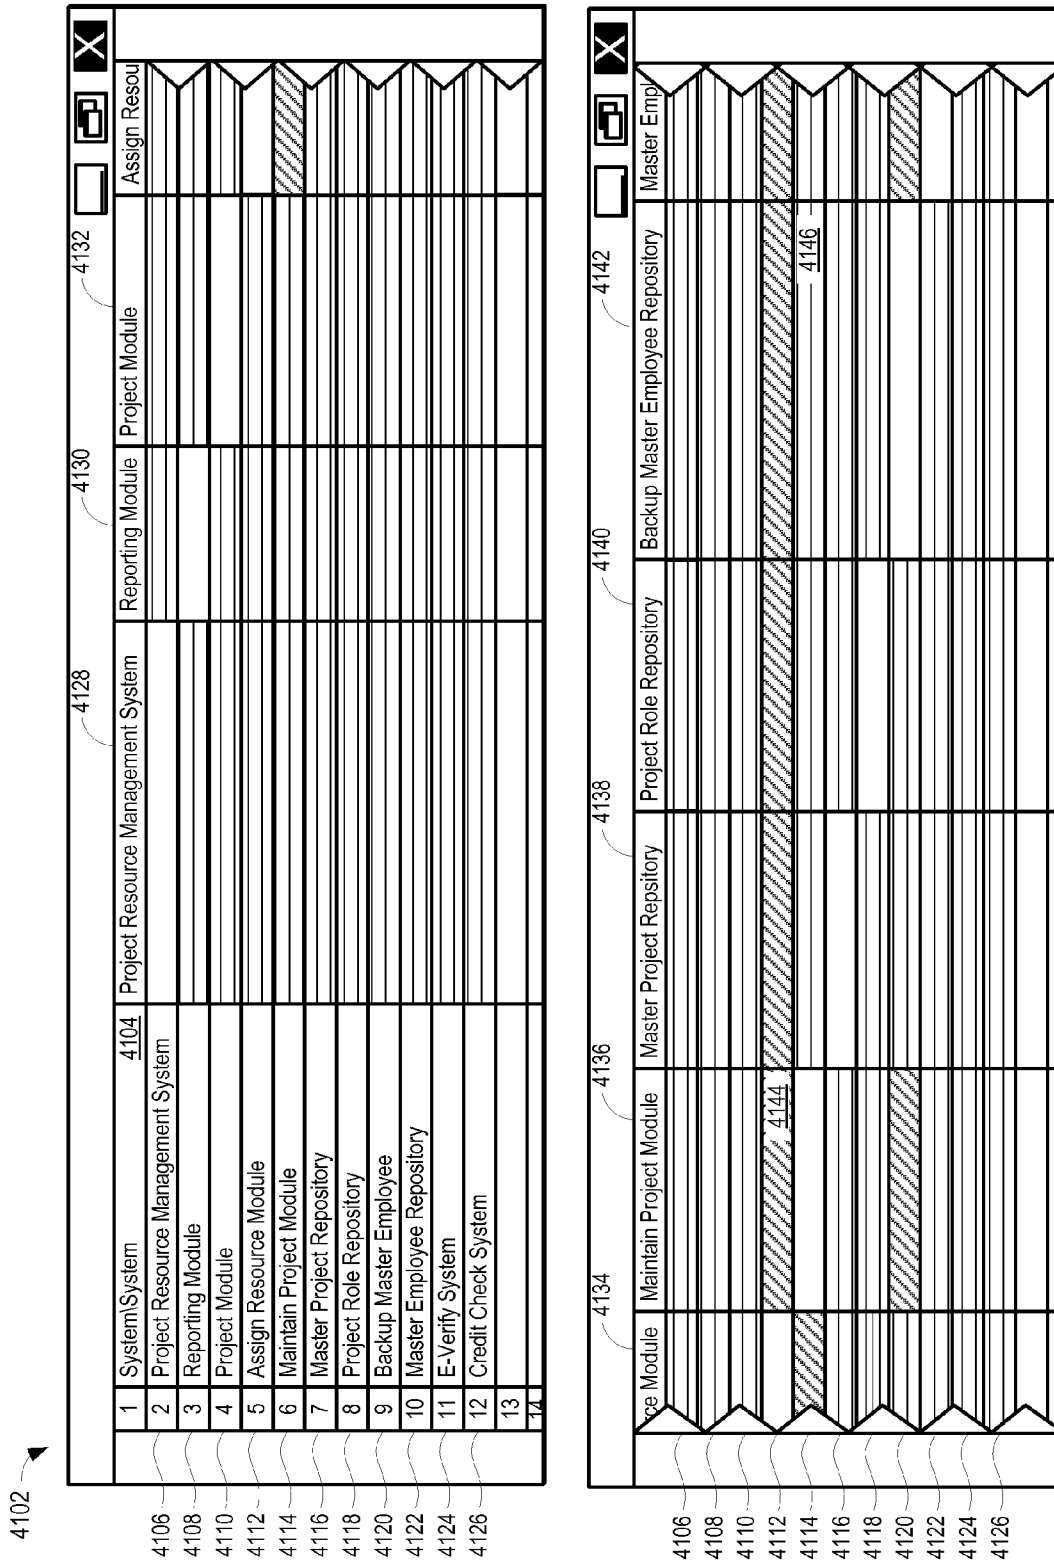 4102
4128
4130
4132
1 System\System 4104 Project Resource Management System Reporting Module Project Module Assign Resou
4106 2 Project Resource Management System
4108 3 Reporting Module
4110 4 Project Module
4112 5 Assign Resource Module
4114 6 Maintain Project Module
4116 7 Master Project Repository
4118 8 Project Role Repository
4120 9 Backup Master Employee
4122 10 Master Employee Repository
4124 11 E-Verify System
4126 12 Credit Check System
13
14
4134 4136 4138 4140 4142
ce Module Maintain Project Module Master Project Repsitory Project Role Repository Backup Master Employee Repository Master Empl
4106
4108
4110
4112 4144
4114 4146
4116
4118
4120
4122
4124
4126